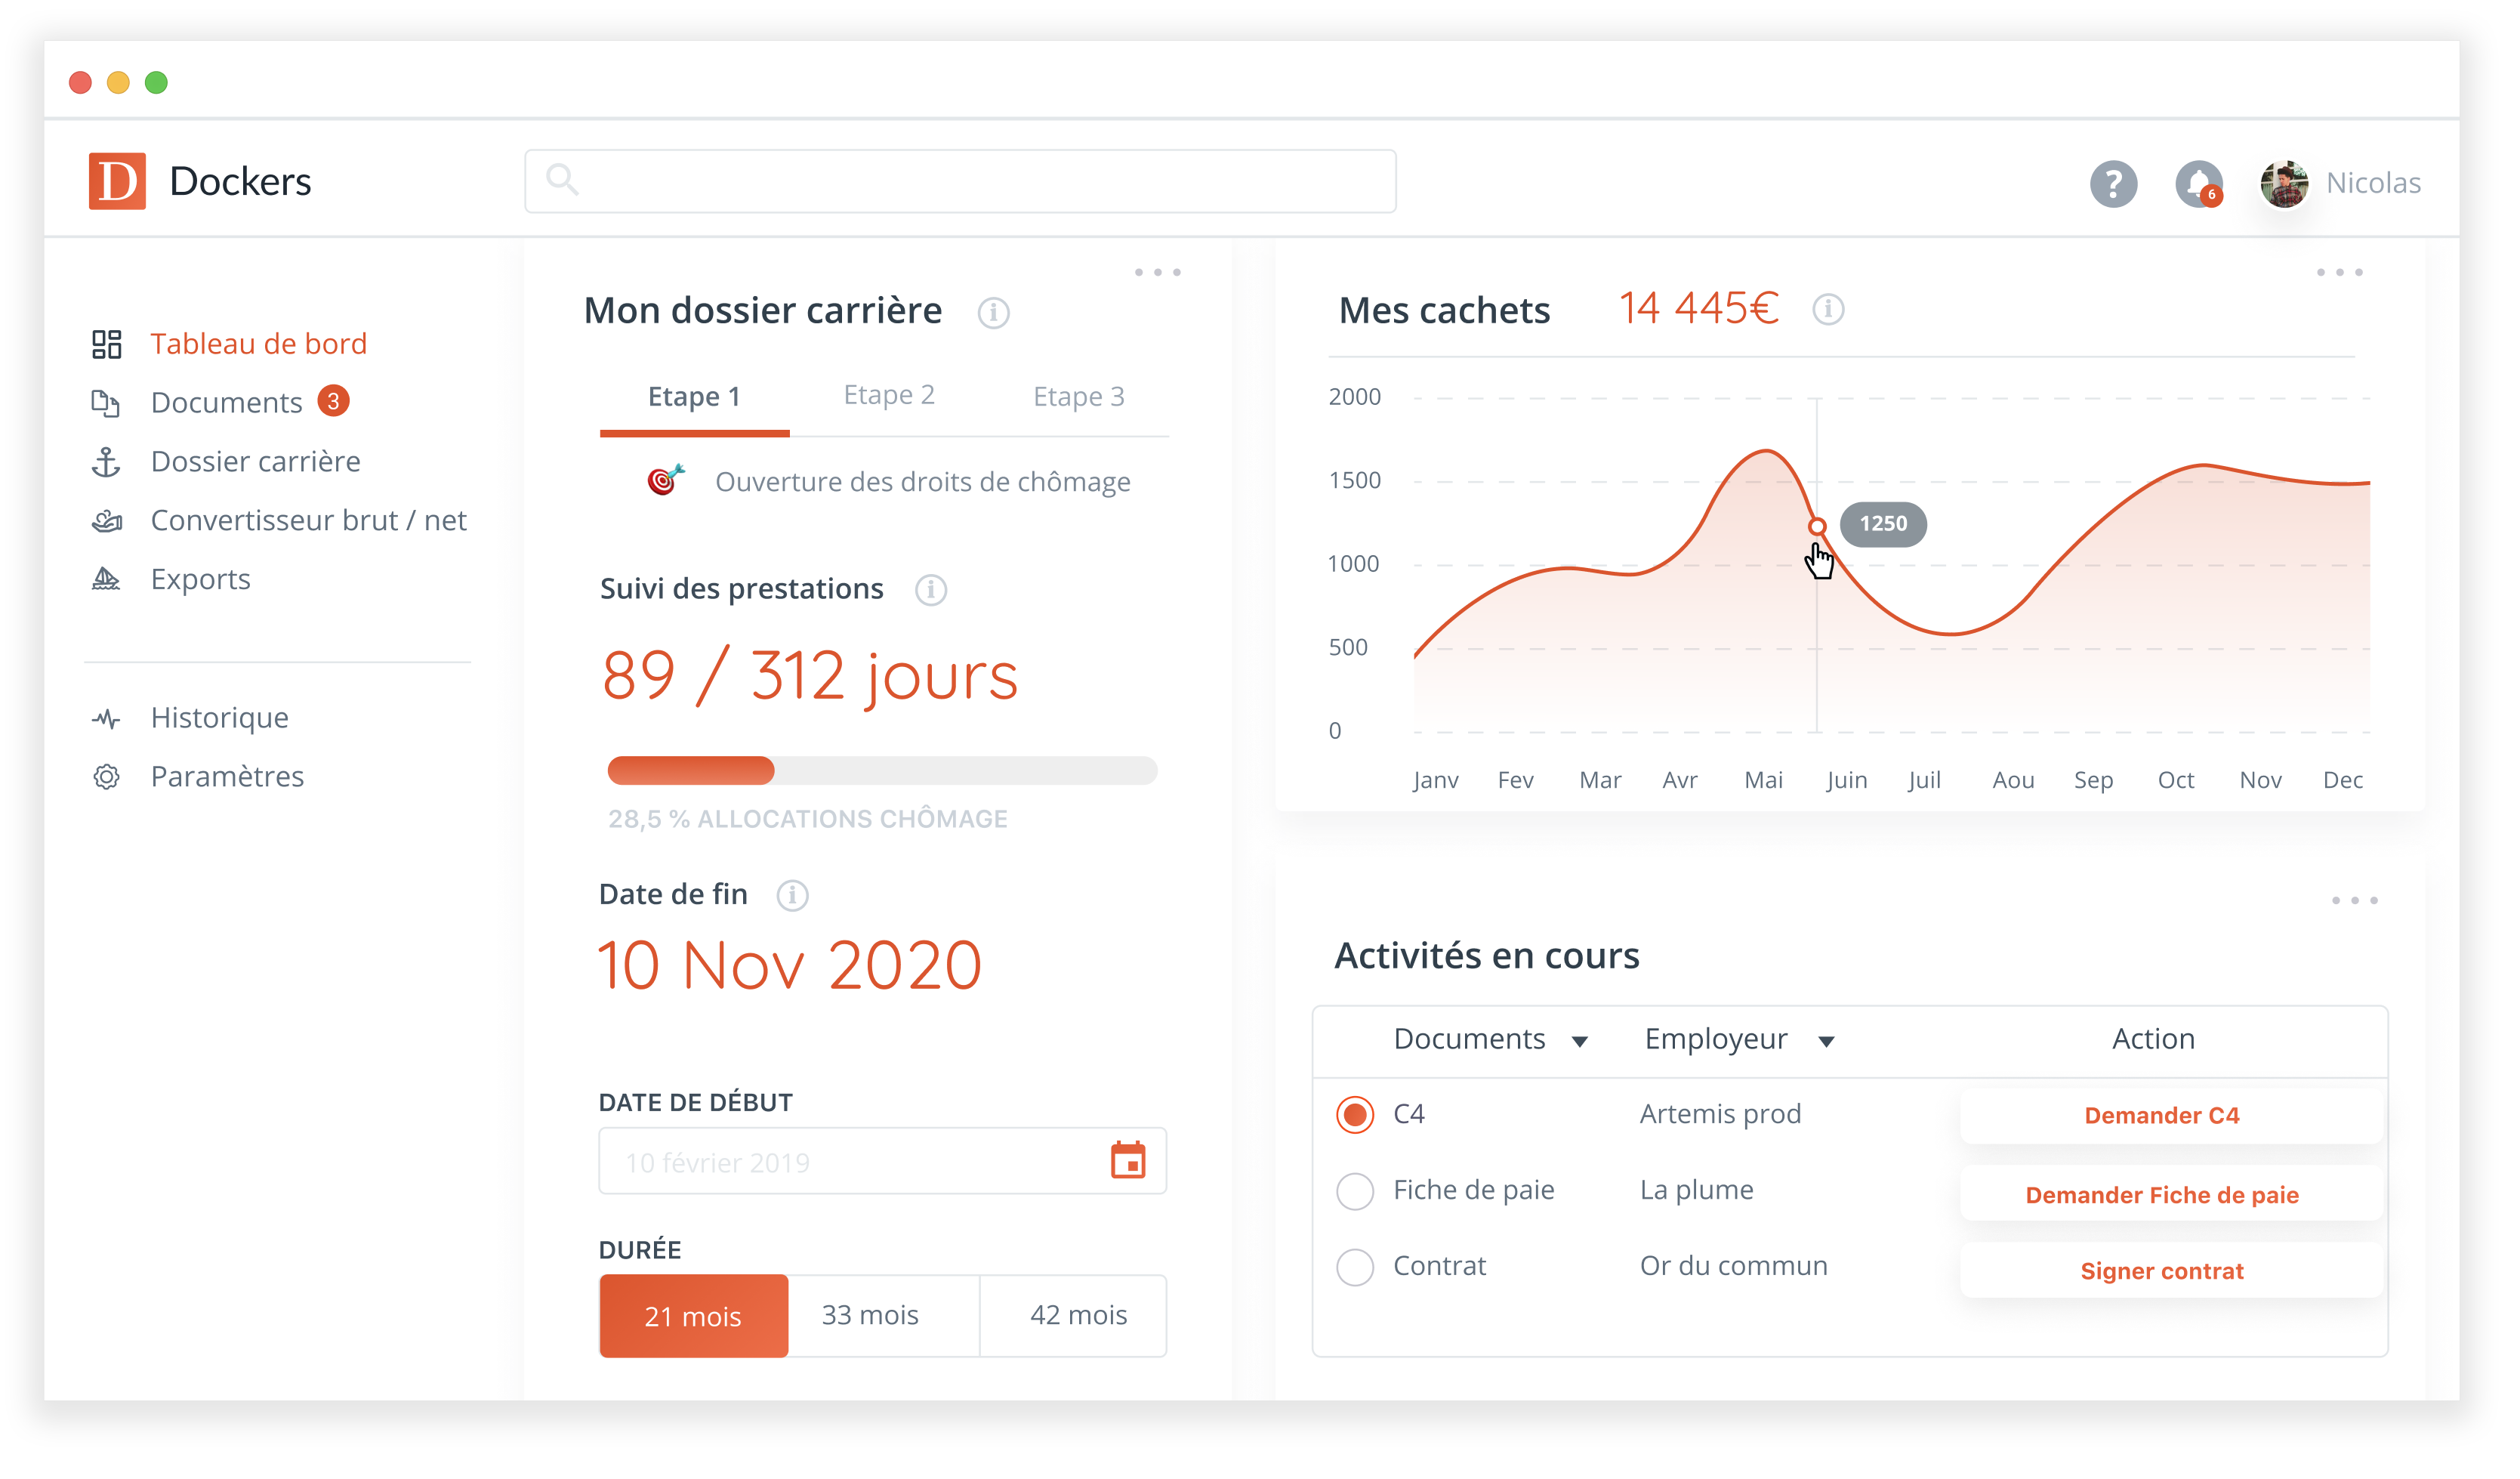 D Dockers
? 6 Nicolas
Tableau de bord
Documents 3
Dossier carrière
Convertisseur brut / net
Exports
Historique
Paramètres
Mon dossier carrière i
Etape 1 Etape 2 Etape 3
Ouverture des droits de chômage
Suivi des prestations i
89 / 312 jours
28,5 % ALLOCATIONS CHÔMAGE
Date de fin i
10 Nov 2020
DATE DE DÉBUT
10 février 2019
DURÉE
21 mois 33 mois 42 mois
Mes cachets 14 445€ i
2000
1500
1250
1000
500
0
Janv Fev Mar Avr Mai Juin Juil Aou Sep Oct Nov Dec
Activités en cours
Documents Employeur Action
C4 Artemis prod Demander C4
Fiche de paie La plume Demander Fiche de paie
Contrat Or du commun Signer contrat